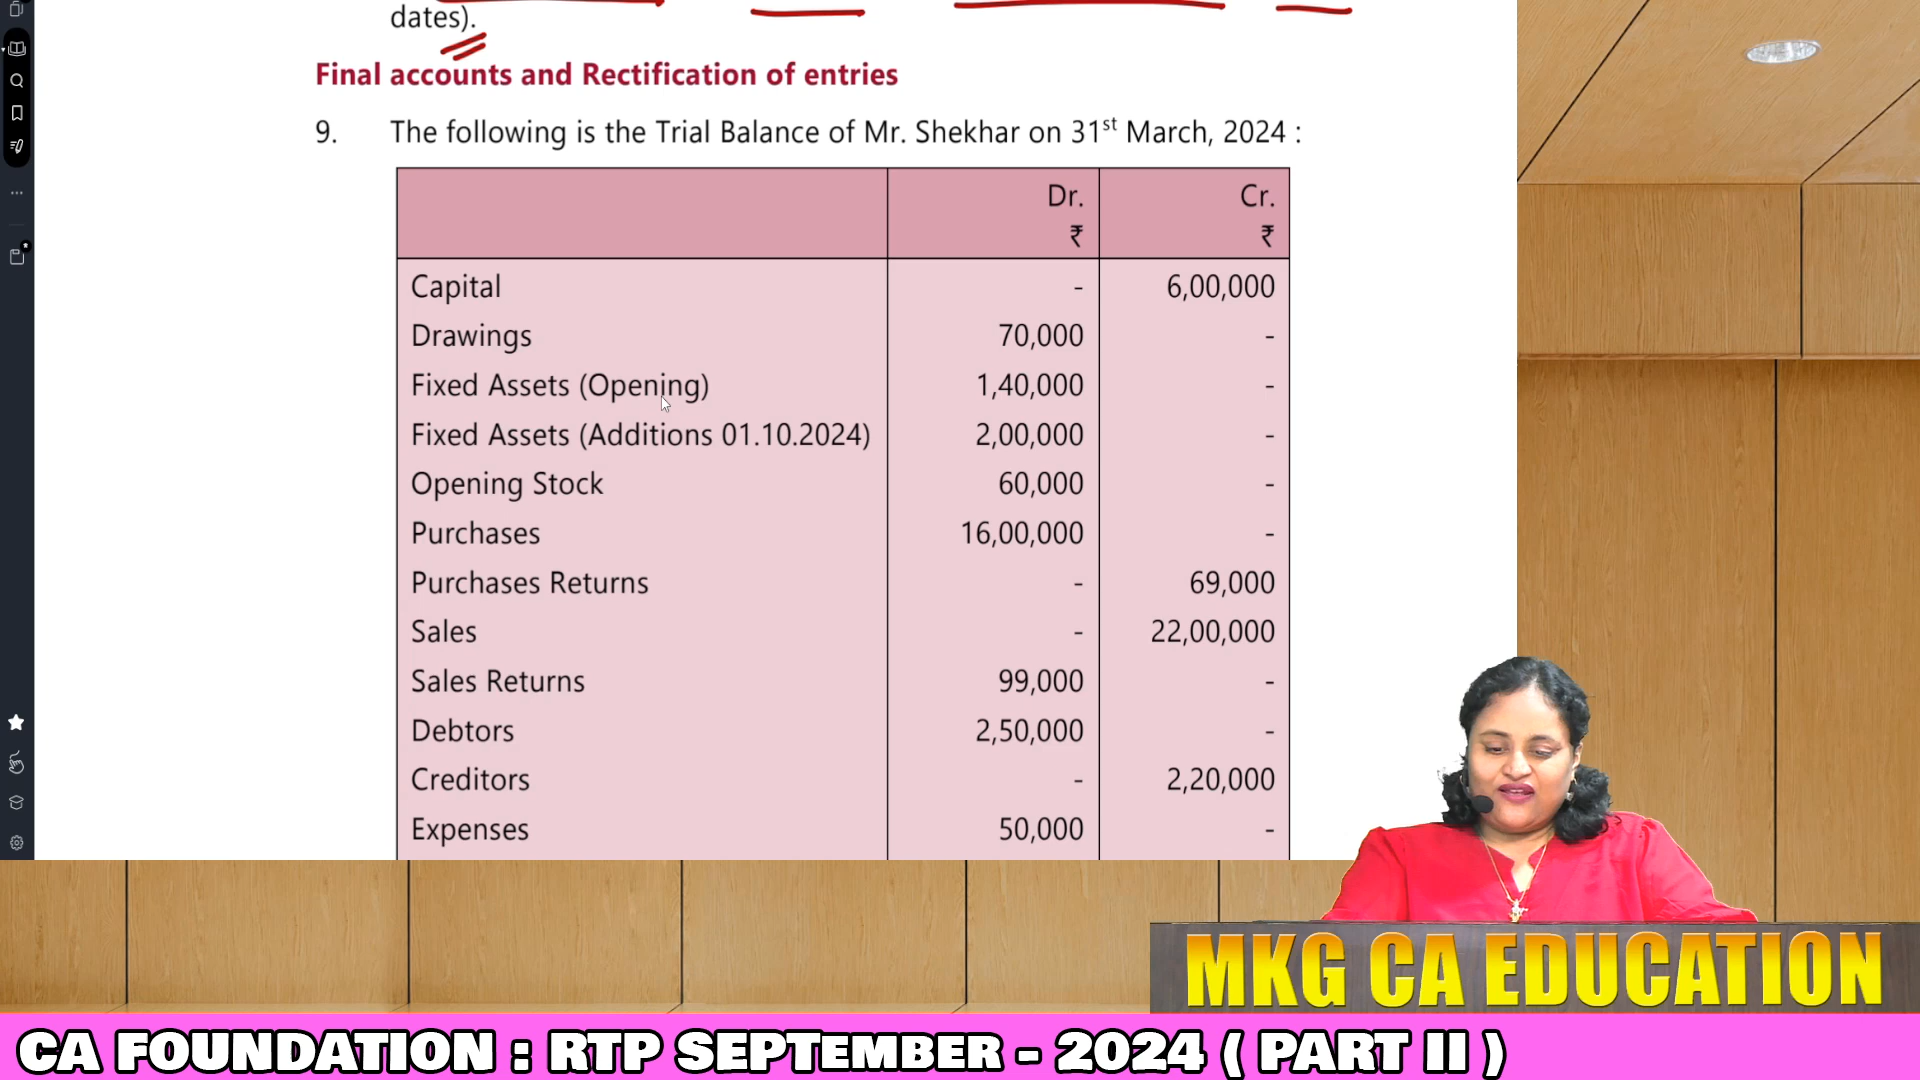 dates).
Final accounts and Rectification of entries
9. The following is the Trial Balance of Mr. Shekhar on 31st March, 2024 :
Dr. Cr.
₹ ₹
Capital - 6,00,000
Drawings 70,000 -
Fixed Assets (Opening) 1,40,000 -
Fixed Assets (Additions 01.10.2024) 2,00,000 -
Opening Stock 60,000 -
Purchases 16,00,000 -
Purchases Returns - 69,000
Sales - 22,00,000
Sales Returns 99,000 -
Debtors 2,50,000 -
Creditors - 2,20,000
Expenses 50,000 -
MKG CA EDUCATION
CA FOUNDATION : RTP SEPTEMBER - 2024 ( PART II )